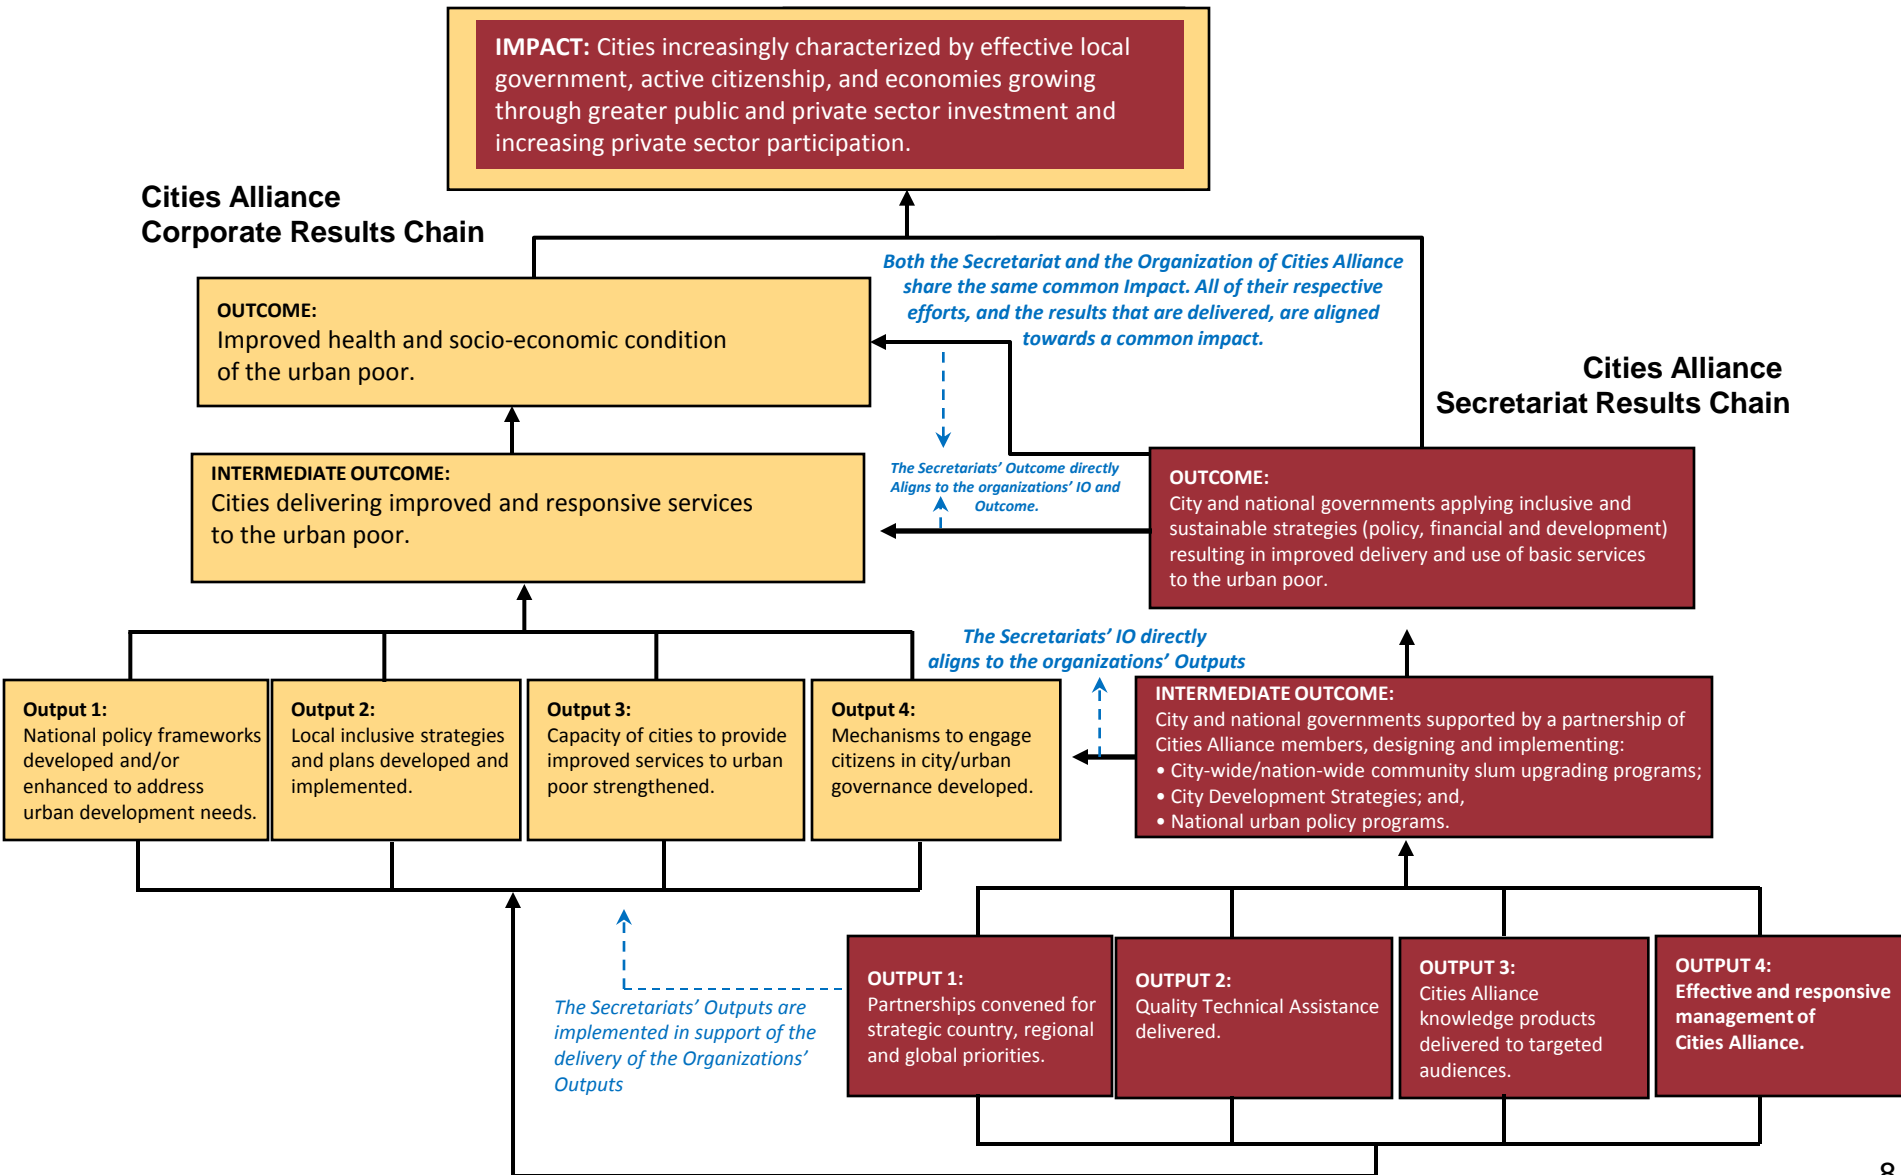 IMPACT: Cities increasingly characterized by effective local
government, active citizenship, and economies growing
through greater public and private sector investment and
increasing private sector participation.
Cities Alliance
Corporate Results Chain
Both the Secretariat and the Organization of Cities Alliance
share the same common Impact. All of their respective
efforts, and the results that are delivered, are aligned
towards a common impact.
OUTCOME:
Improved health and socio-economic condition
of the urban poor.
Cities Alliance
Secretariat Results Chain
INTERMEDIATE OUTCOME:
Cities delivering improved and responsive services
to the urban poor.
The Secretariats’ Outcome directly
Aligns to the organizations’ IO and
Outcome.
OUTCOME:
City and national governments applying inclusive and
sustainable strategies (policy, financial and development)
resulting in improved delivery and use of basic services
to the urban poor.
The Secretariats’ IO directly
aligns to the organizations’ Outputs
Output 1:
National policy frameworks
developed and/or
enhanced to address
urban development needs.
Output 2:
Local inclusive strategies
and plans developed and
implemented.
Output 3:
Capacity of cities to provide
improved services to urban
poor strengthened.
Output 4:
Mechanisms to engage
citizens in city/urban
governance developed.
INTERMEDIATE OUTCOME:
City and national governments supported by a partnership of
Cities Alliance members, designing and implementing:
• City-wide/nation-wide community slum upgrading programs;
• City Development Strategies; and,
• National urban policy programs.
The Secretariats’ Outputs are
implemented in support of the
delivery of the Organizations’
Outputs
OUTPUT 1:
Partnerships convened for
strategic country, regional
and global priorities.
OUTPUT 2:
Quality Technical Assistance
delivered.
OUTPUT 3:
Cities Alliance
knowledge products
delivered to targeted
audiences.
OUTPUT 4:
Effective and responsive
management of
Cities Alliance.
8